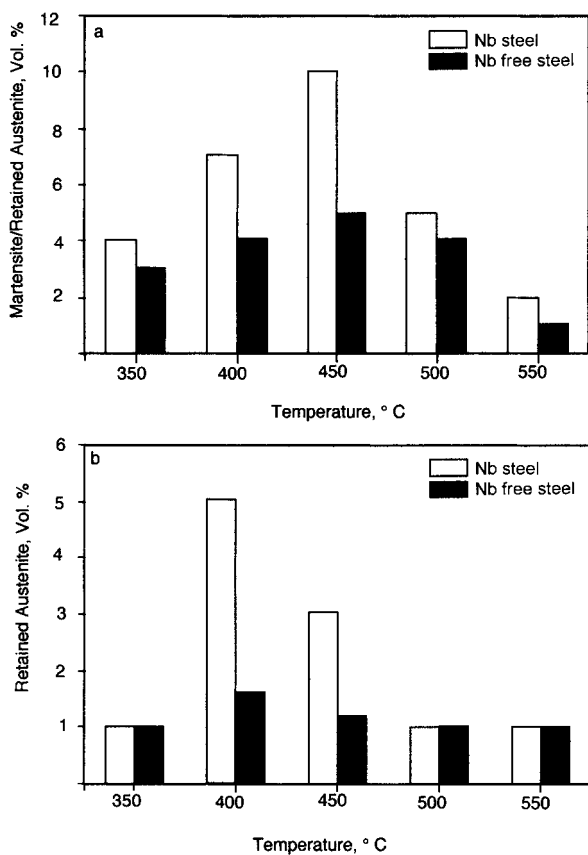 a
Nb steel
Nb free steel
Martensite/Retained Austenite, Vol. %
12
10
8
6
4
2
350 400 450 500 550
Temperature, ° C
b
Nb steel
Nb free steel
Retained Austenite, Vol. %
6
5
4
3
2
1
350 400 450 500 550
Temperature, ° C